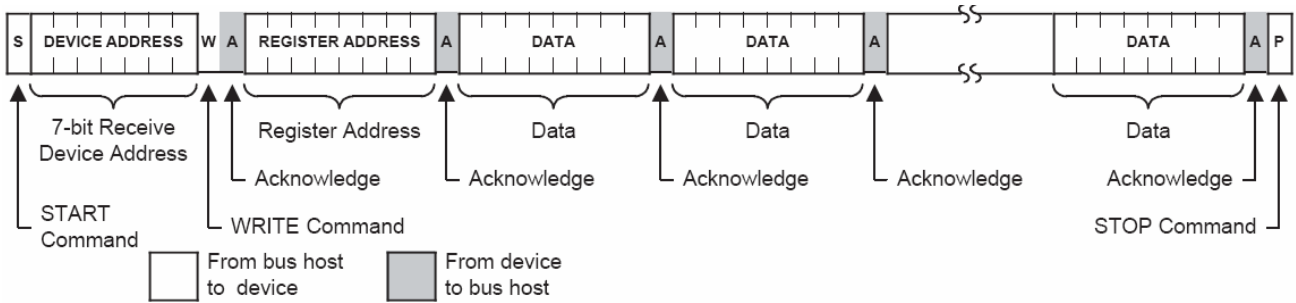 S DEVICE ADDRESS W A REGISTER ADDRESS A DATA A DATA A DATA A P
7-bit Receive
Device Address
Register Address
Data
Data
Data
Acknowledge
Acknowledge
Acknowledge
Acknowledge
Acknowledge
START
Command
WRITE Command
STOP Command
From bus host
to device
From device
to bus host